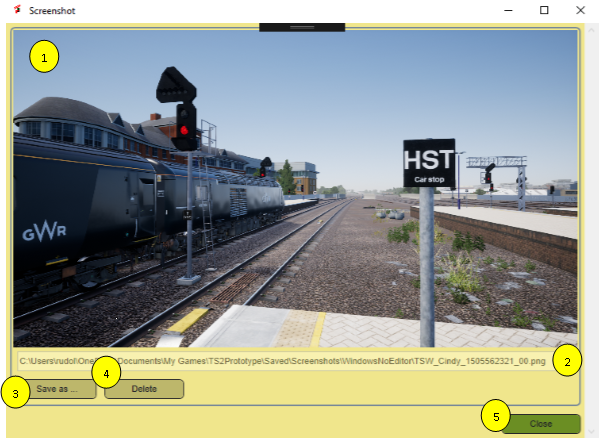 Screenshot
1
HST
Car stop
GWR
C:\Users\rudol\One Documents\My Games\TS2Prototype\Saved\Screenshots\WindowsNoEditor\TSW_Cindy_1505562321_00.png
2
3
Save as ...
4
Delete
5
Close